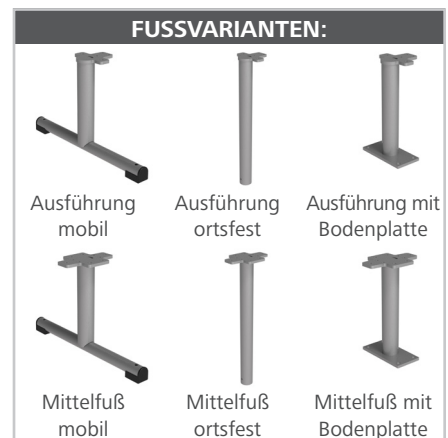 FUSSVARIANTEN:
Ausführung
mobil
Ausführung
ortsfest
Ausführung mit
Bodenplatte
Mittelfuß
mobil
Mittelfuß
ortsfest
Mittelfuß mit
Bodenplatte